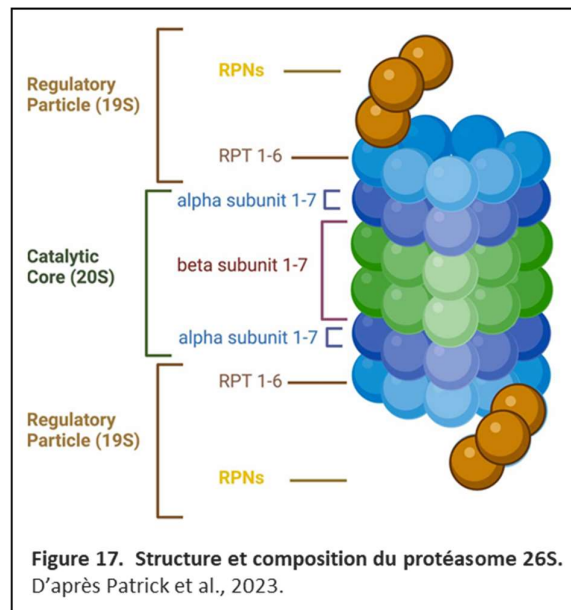 RPNs
Regulatory
Particle (19S)
RPT 1-6
alpha subunit 1-7
Catalytic
Core (20S)
beta subunit 1-7
alpha subunit 1-7
RPT 1-6
Regulatory
Particle (19S)
RPNs
Figure 17. Structure et composition du protéasome 26S.
D’après Patrick et al., 2023.